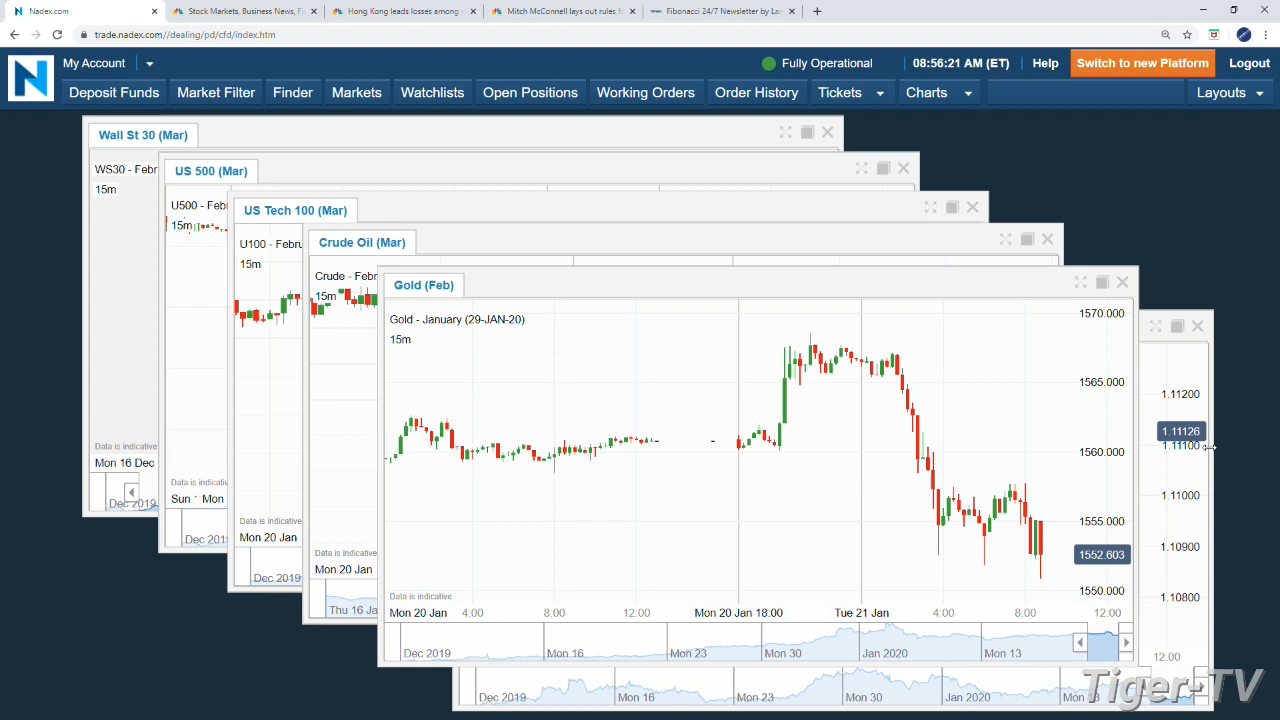 Nadex.com
Stock Markets, Business News, Fi
Hong Kong leads losses among
Mitch McConnell lays out rules f
Fibonacci 24/7 Newsletter by La
trade.nadex.com//dealing/pd/cfd/index.htm
N
My Account
Fully Operational
08:56:21 AM (ET)
Help
Switch to new Platform
Logout
Deposit Funds
Market Filter
Finder
Markets
Watchlists
Open Positions
Working Orders
Order History
Tickets
Charts
Layouts
Wall St 30 (Mar)
WS30 - Febr
15m
Data is indicative
Mon 16 Dec
Dec 2019
US 500 (Mar)
U500 - Feb
15m
Data is indicativ
Sun
Mon
Dec 201
US Tech 100 (Mar)
U100 - Febru
15m
Data is indicative
Mon 20 Jan
Dec 2019
Crude Oil (Mar)
Crude - Febr
15m
Data is indicative
Mon 20 Jan
Thu 16 Ja
Gold (Feb)
Gold - January (29-JAN-20)
15m
1570.000
1565.000
1560.000
1555.000
1552.603
1550.000
Data is indicative
Mon 20 Jan
4:00
8:00
12:00
Mon 20 Jan 18:00
Tue 21 Jan
4:00
8:00
12:00
Dec 2019
Mon 16
Mon 23
Mon 30
Jan 2020
Mon 13
1.11200
1.11126
1.11100
1.11000
1.10900
1.10800
12:00
Dec 2019
Mon 16
Mon 23
Mon 30
Jan 2020
Mon 13
Tiger-TV